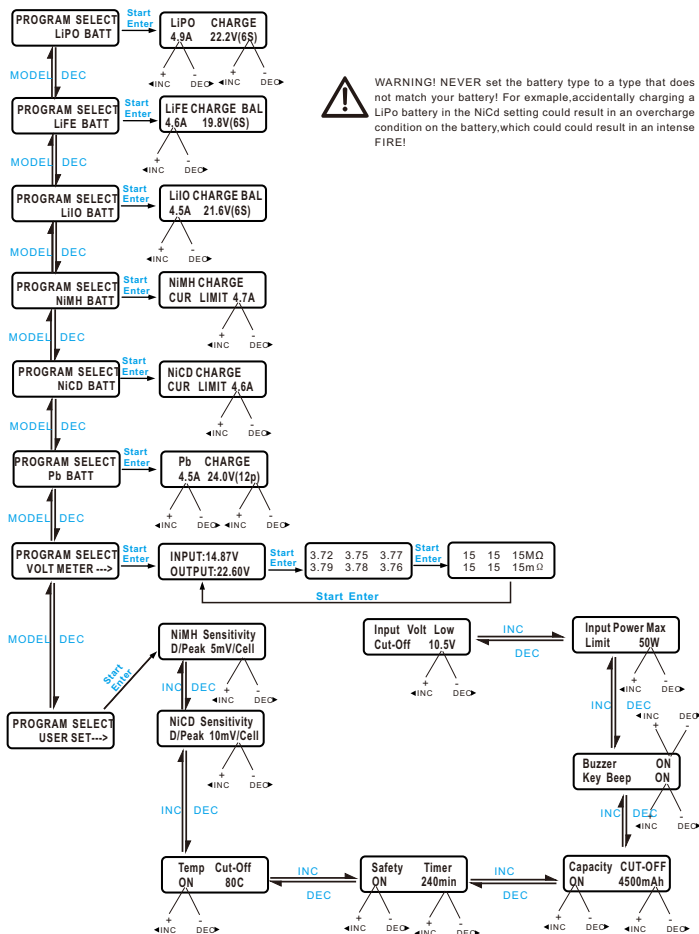 PROGRAM SELECT
LiPO BATT
Start
Enter
LiPO CHARGE
4.9A 22.2V(6S)
+ -
◄INC DEC►
+ -
◄INC DEC►
MODEL DEC
WARNING! NEVER set the battery type to a type that does
not match your battery! For exmaple,accidentally charging a
LiPo battery in the NiCd setting could result in an overcharge
condition on the battery,which could could result in an intense
FIRE!
PROGRAM SELECT
LiFE BATT
Start
Enter
LiFE CHARGE BAL
4.6A 19.8V(6S)
+ -
◄INC DEC►
MODEL DEC
PROGRAM SELECT
LiIO BATT
Start
Enter
LiIO CHARGE BAL
4.5A 21.6V(6S)
+ -
◄INC DEC►
MODEL DEC
PROGRAM SELECT
NiMH BATT
Start
Enter
NiMH CHARGE
CUR LIMIT 4.7A
+ -
◄INC DEC►
MODEL DEC
PROGRAM SELECT
NiCD BATT
Start
Enter
NiCD CHARGE
CUR LIMIT 4.6A
+ -
◄INC DEC►
MODEL DEC
PROGRAM SELECT
Pb BATT
Start
Enter
Pb CHARGE
4.5A 24.0V(12p)
+ -
◄INC DEC►
+ -
◄INC DEC►
MODEL DEC
PROGRAM SELECT
VOLT METER --->
Start
Enter
INPUT:14.87V
OUTPUT:22.60V
Start
Enter
3.72 3.75 3.77
3.79 3.78 3.76
Start
Enter
15 15 15MΩ
15 15 15mΩ
Start Enter
MODEL DEC
PROGRAM SELECT
USER SET--->
Start
Enter
NiMH Sensitivity
D/Peak 5mV/Cell
+ -
◄INC DEC►
INC DEC
NiCD Sensitivity
D/Peak 10mV/Cell
+ -
◄INC DEC►
INC DEC
Temp Cut-Off
ON 80C
+ -
◄INC DEC►
INC
DEC
Safety Timer
ON 240min
+ -
◄INC DEC►
+ -
◄INC DEC►
INC
DEC
Capacity CUT-OFF
ON 4500mAh
+ -
◄INC DEC►
+ -
◄INC DEC►
INC DEC
Buzzer ON
Key Beep ON
◄INC DEC►
+ -
+ -
◄INC DEC►
INC DEC
Input Power Max
Limit 50W
+ -
◄INC DEC►
INC
DEC
Input Volt Low
Cut-Off 10.5V
+ -
◄INC DEC►